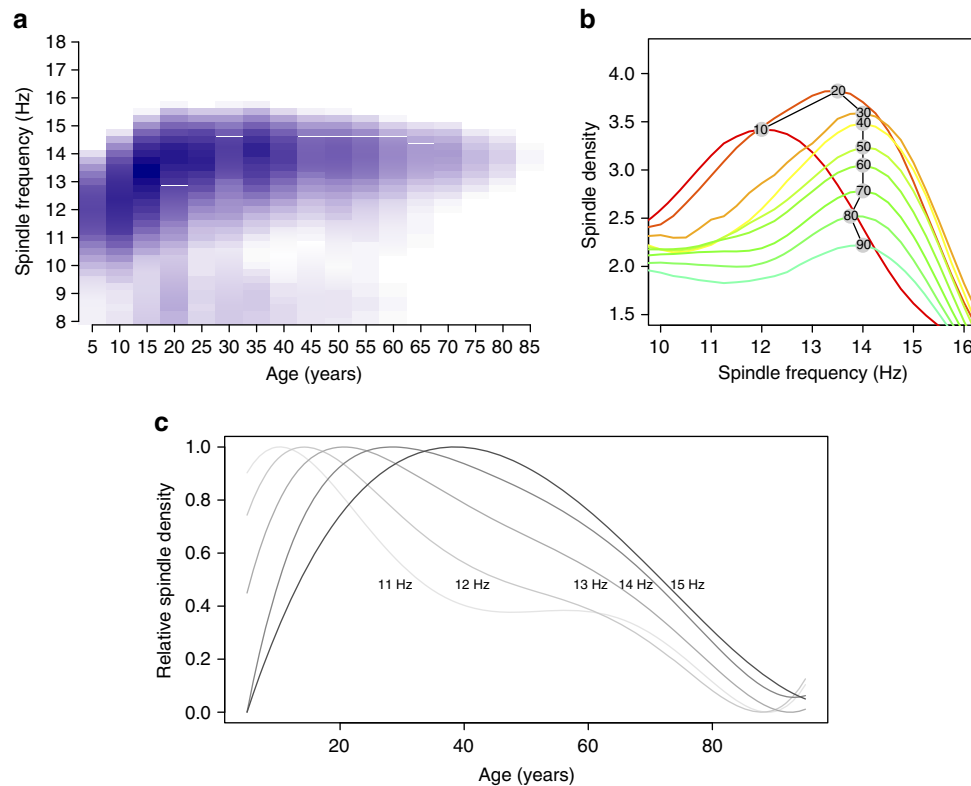 a
18
17
16
15
14
13
12
11
10
9
8
Spindle frequency (Hz)
5 10 15 20 25 30 35 40 45 50 55 60 65 70 75 80 85
Age (years)
b
4.0
3.5
3.0
2.5
2.0
1.5
Spindle density
10
20
30
40
50
60
70
80
90
10 11 12 13 14 15 16
Spindle frequency (Hz)
c
1.0
0.8
0.6
0.4
0.2
0.0
Relative spindle density
11 Hz 12 Hz 13 Hz 14 Hz 15 Hz
20 40 60 80
Age (years)